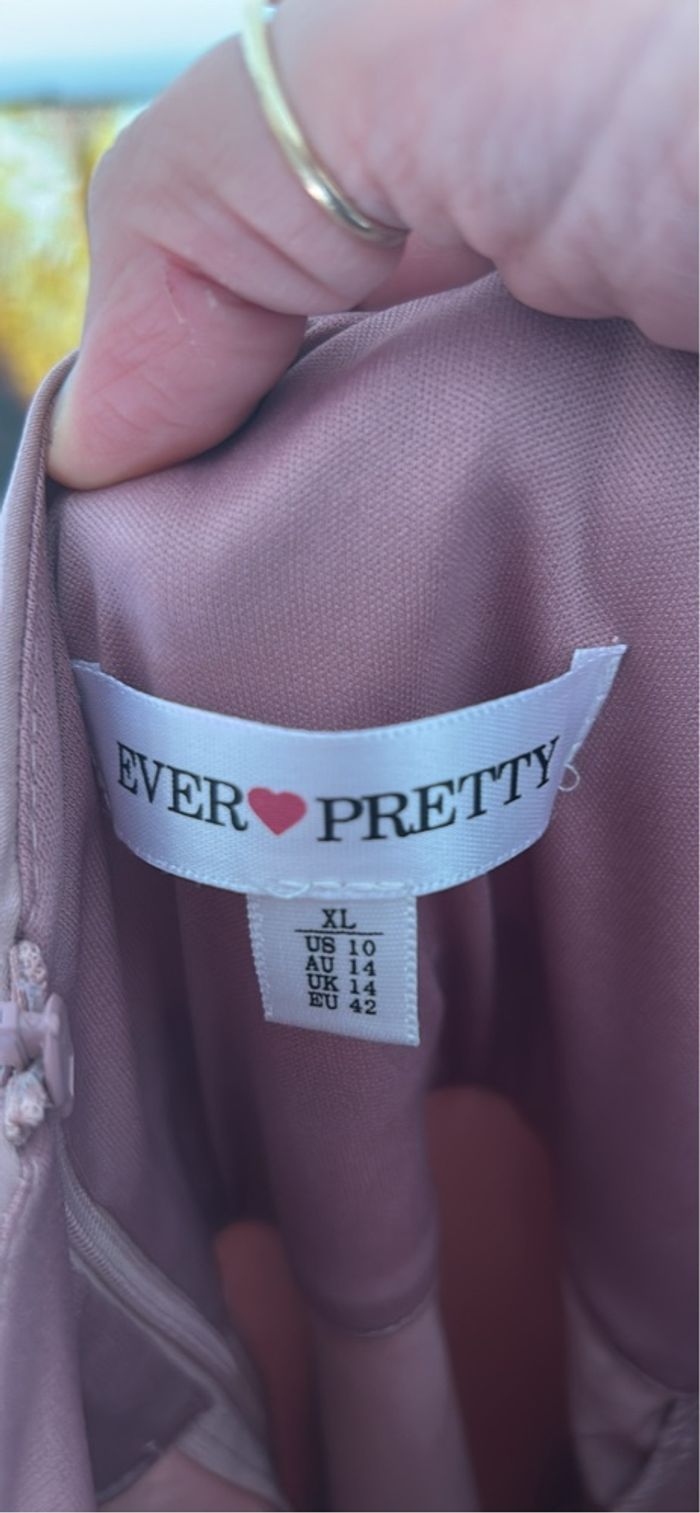 EVER PRETTY
XL
US 10
AU 14
UK 14
EU 42